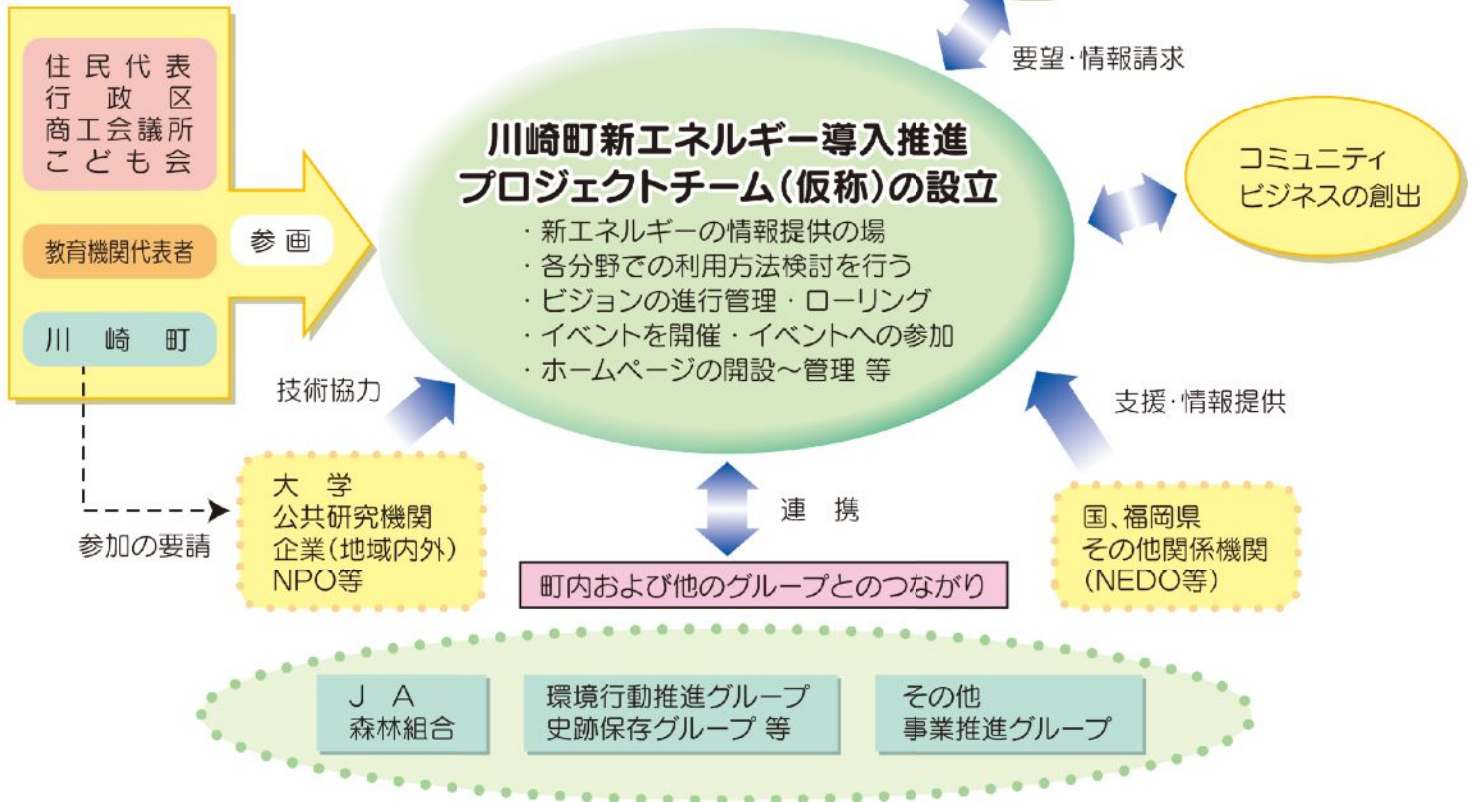 住民代表
行政区
商工会議所
こども会
教育機関代表者
川崎町
参画
川崎町新エネルギー導入推進
プロジェクトチーム(仮称)の設立
・新エネルギーの情報提供の場
・各分野での利用方法検討を行う
・ビジョンの進行管理・ローリング
・イベントを開催・イベントへの参加
・ホームページの開設～管理 等
要望・情報請求
コミュニティ
ビジネスの創出
技術協力
支援・情報提供
参加の要請
大学
公共研究機関
企業(地域内外)
NPO等
連携
国、福岡県
その他関係機関
(NEDO等)
町内および他のグループとのつながり
JA
森林組合
環境行動推進グループ
史跡保存グループ 等
その他
事業推進グループ